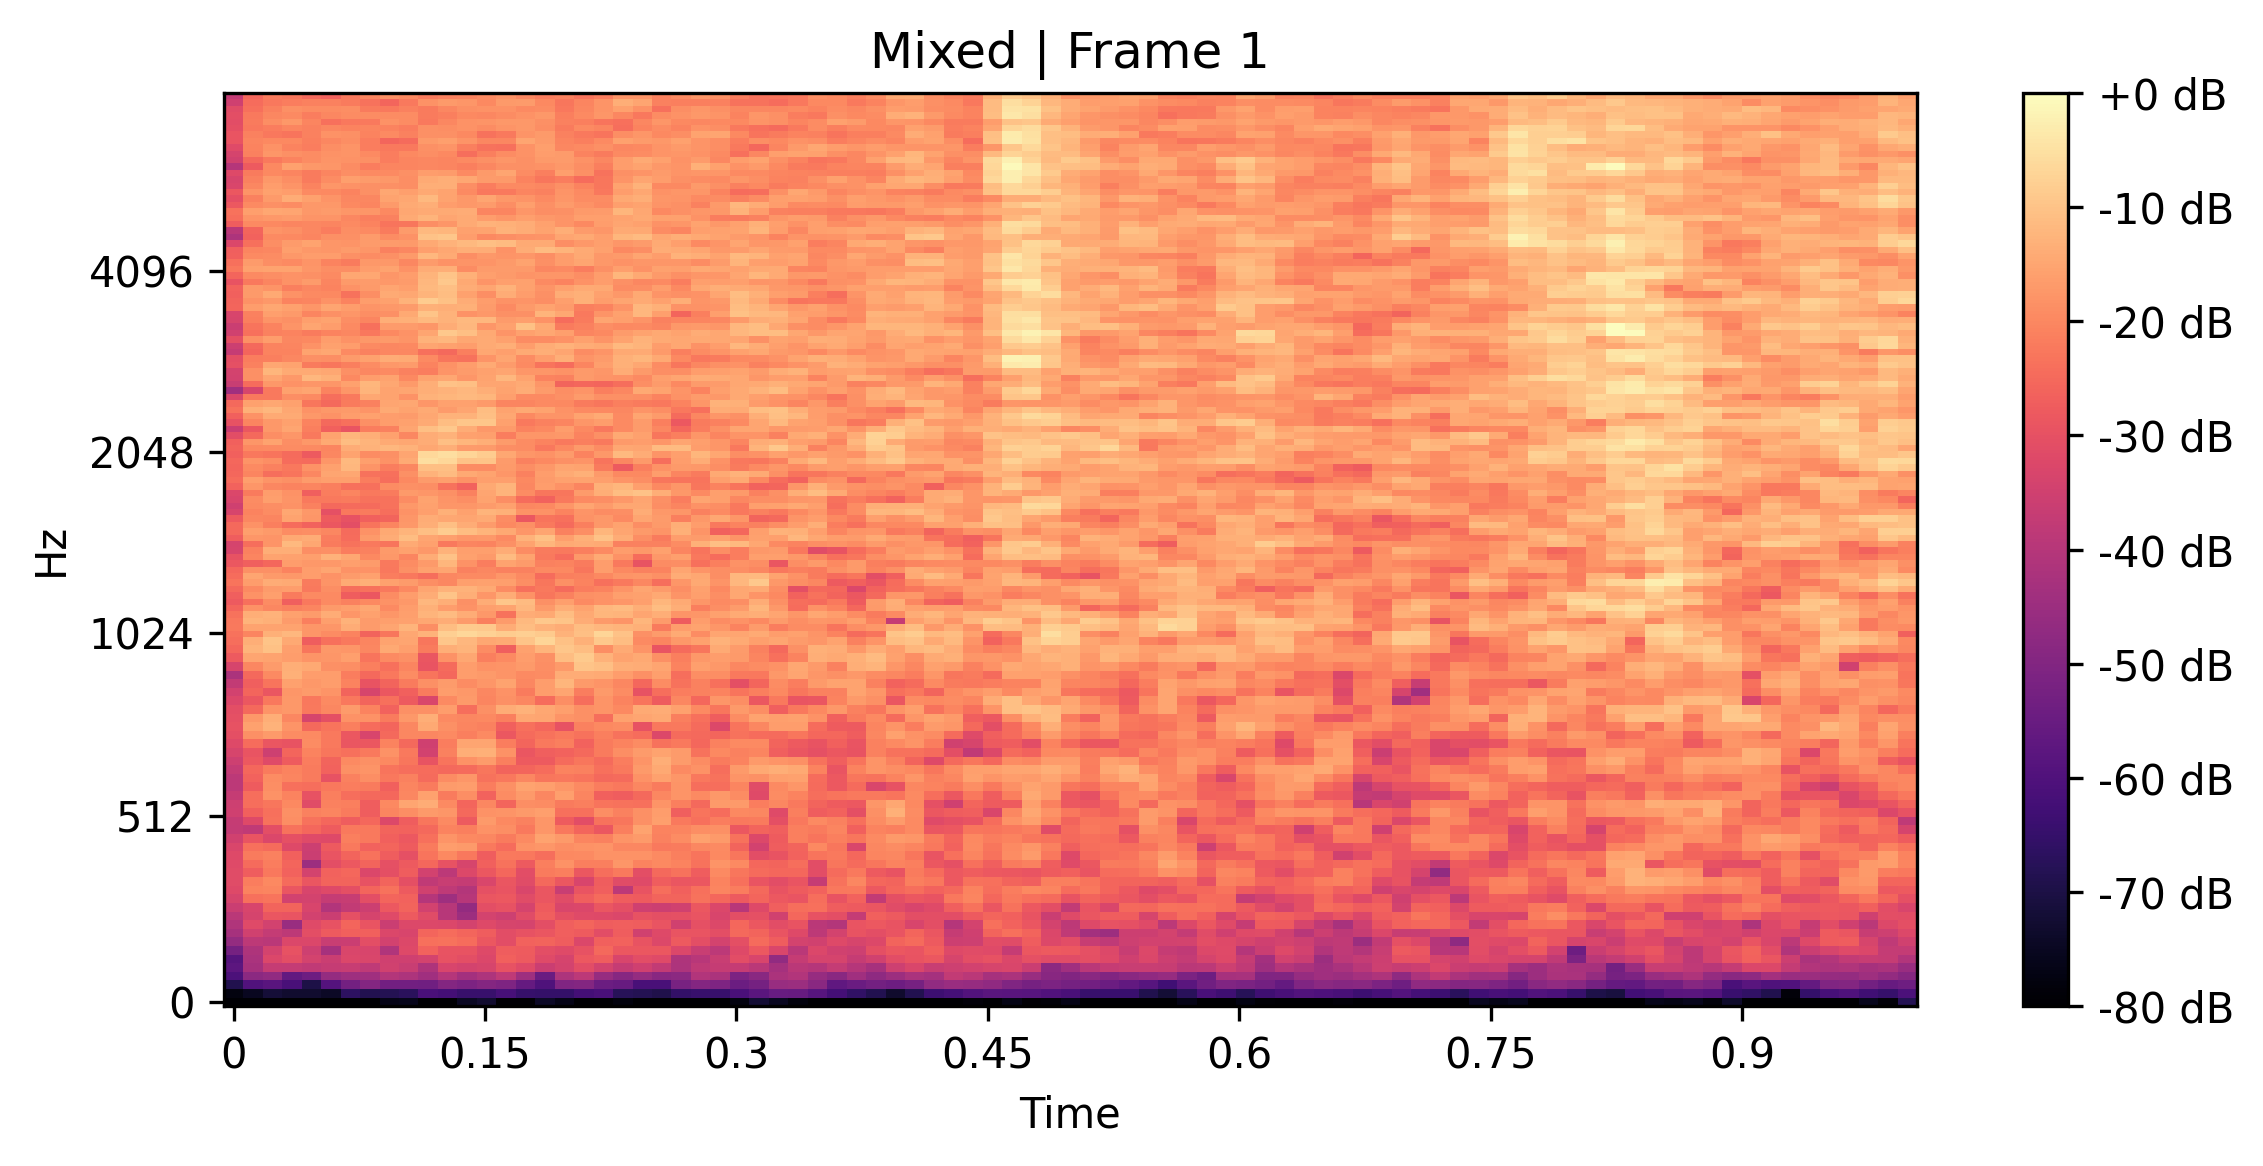 Mixed | Frame 1
+0 dB
-10 dB
-20 dB
-30 dB
-40 dB
-50 dB
-60 dB
-70 dB
-80 dB
Hz
4096
2048
1024
512
0
0 0.15 0.3 0.45 0.6 0.75 0.9
Time